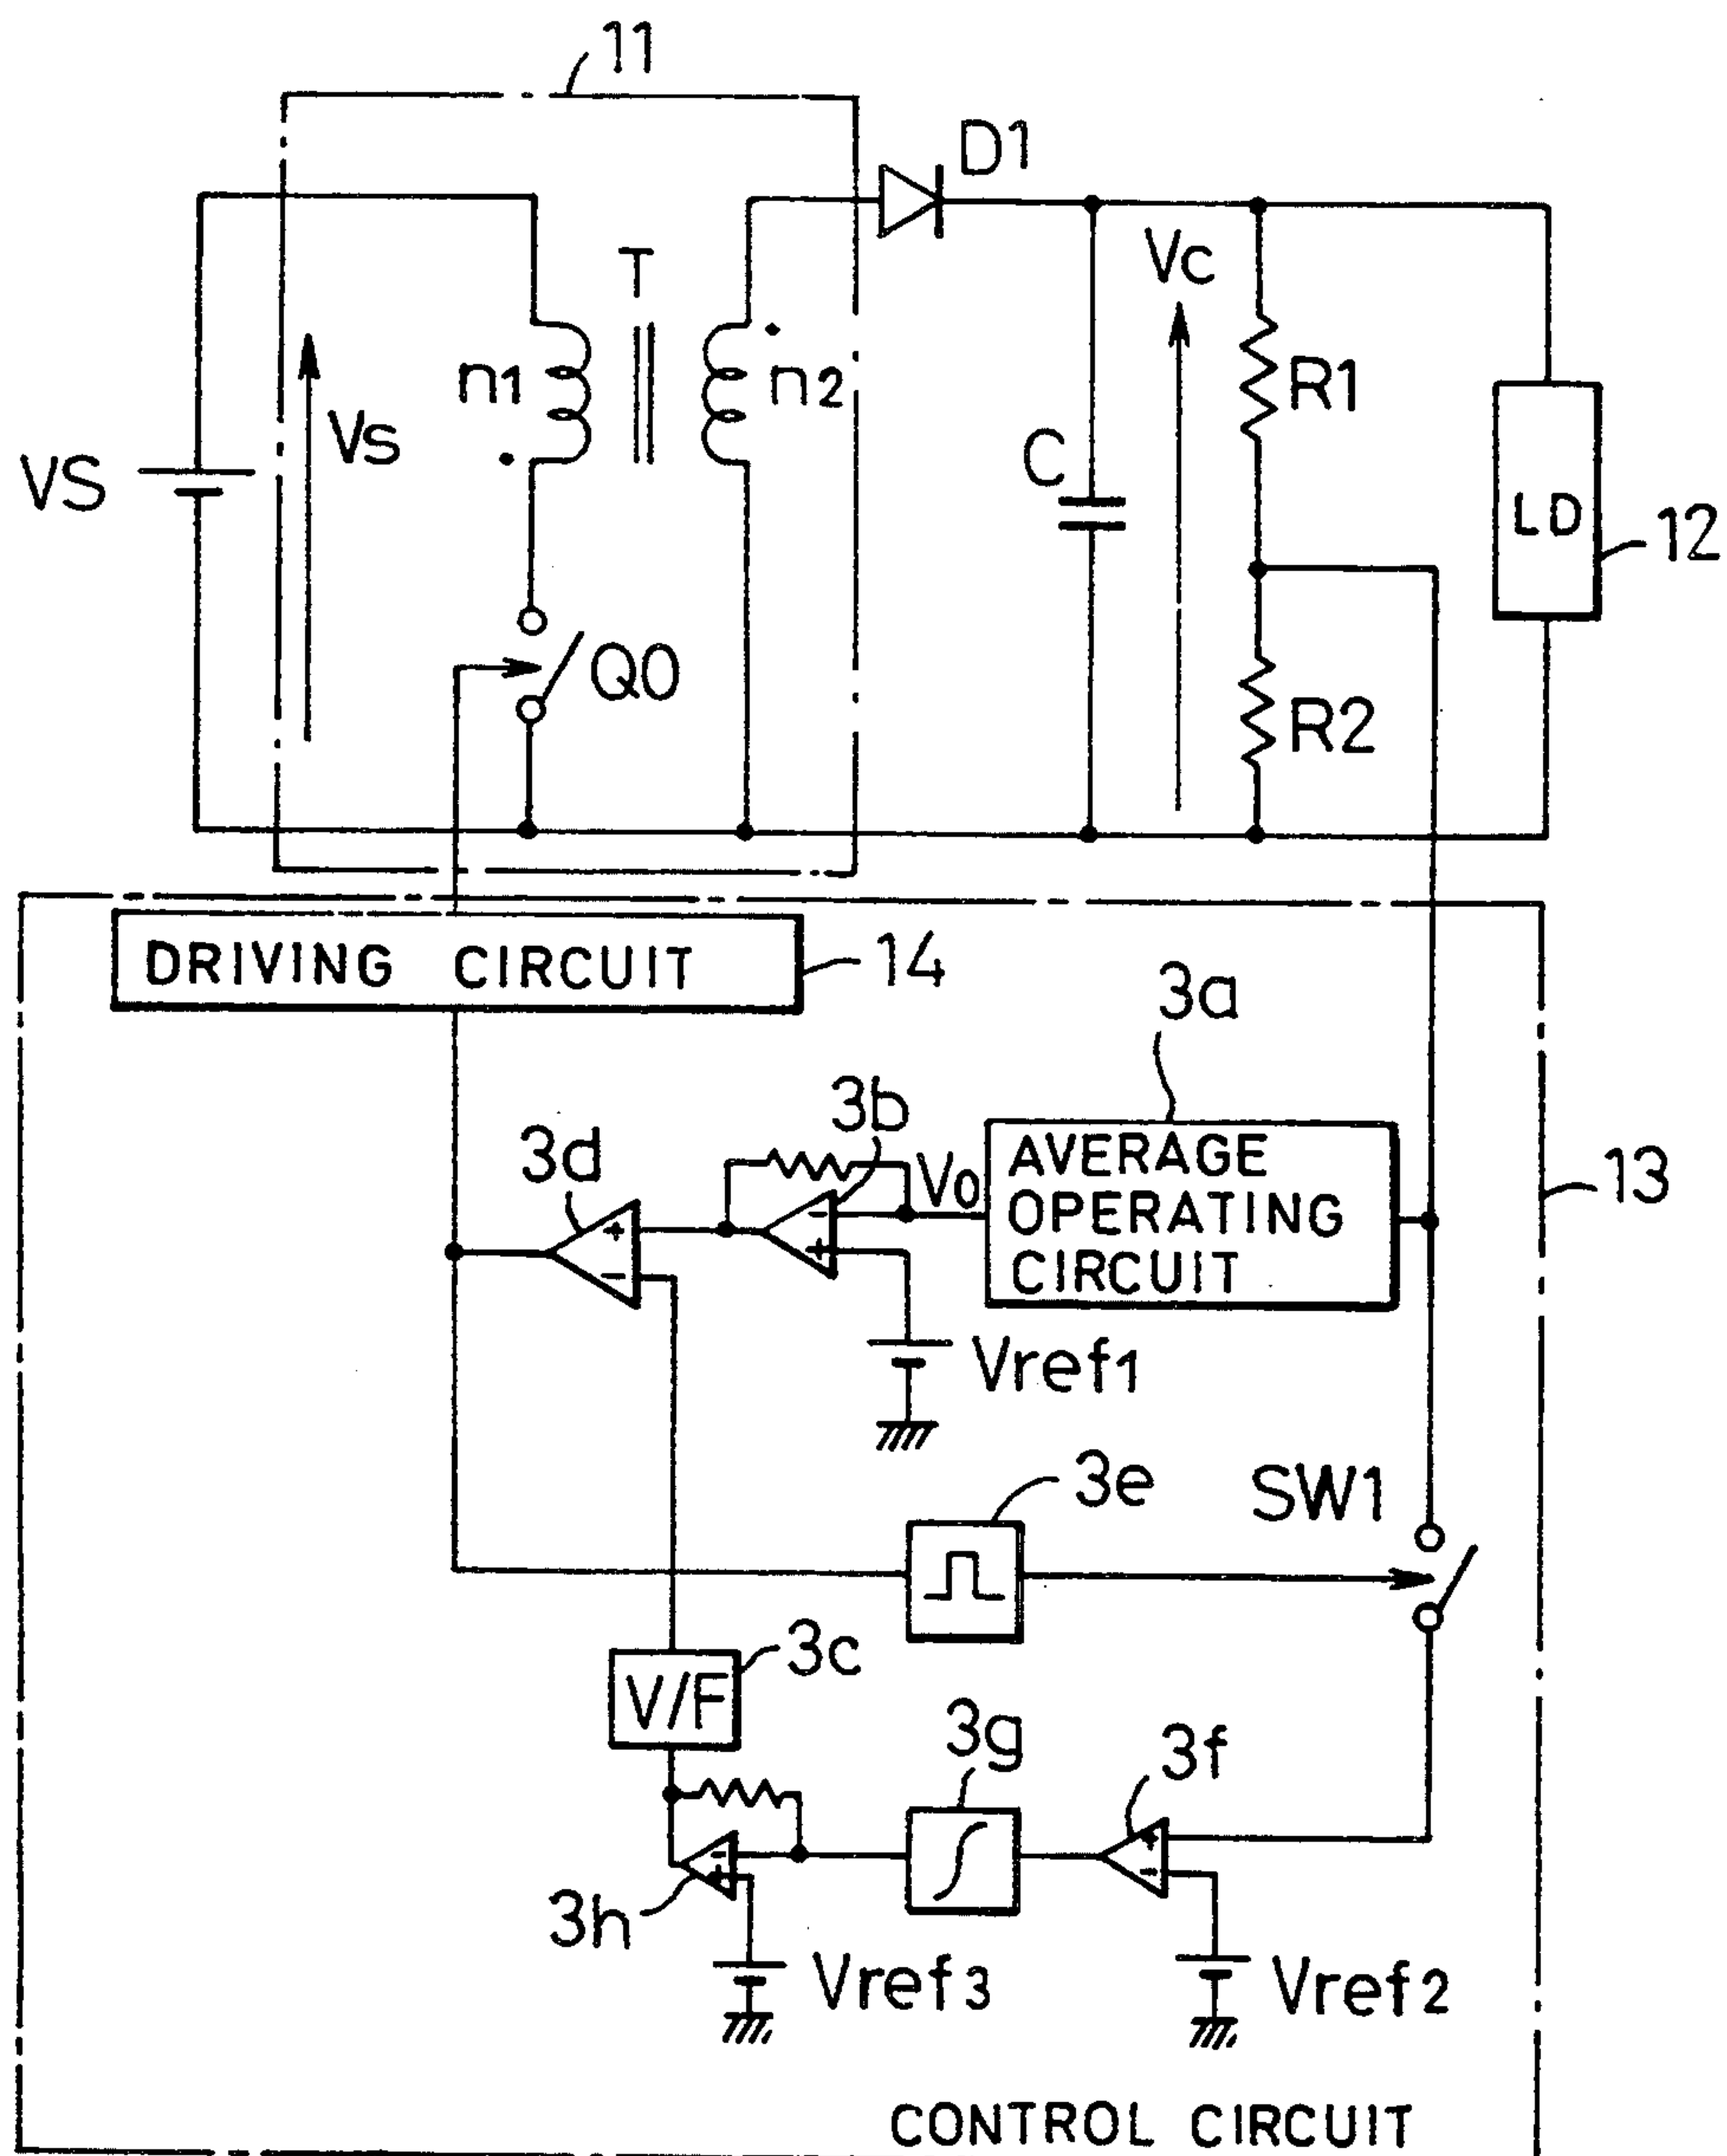 11
D1
T
Vc
n1
n2
R1
Vs
VS
C
LD
12
Q0
R2
DRIVING CIRCUIT
14
3a
3b
3d
V0
AVERAGE
OPERATING
CIRCUIT
13
+
-
-
+
Vref1
3e
SW1
3c
V/F
3g
3f
+
-
-
+
3h
Vref3
Vref2
CONTROL CIRCUIT